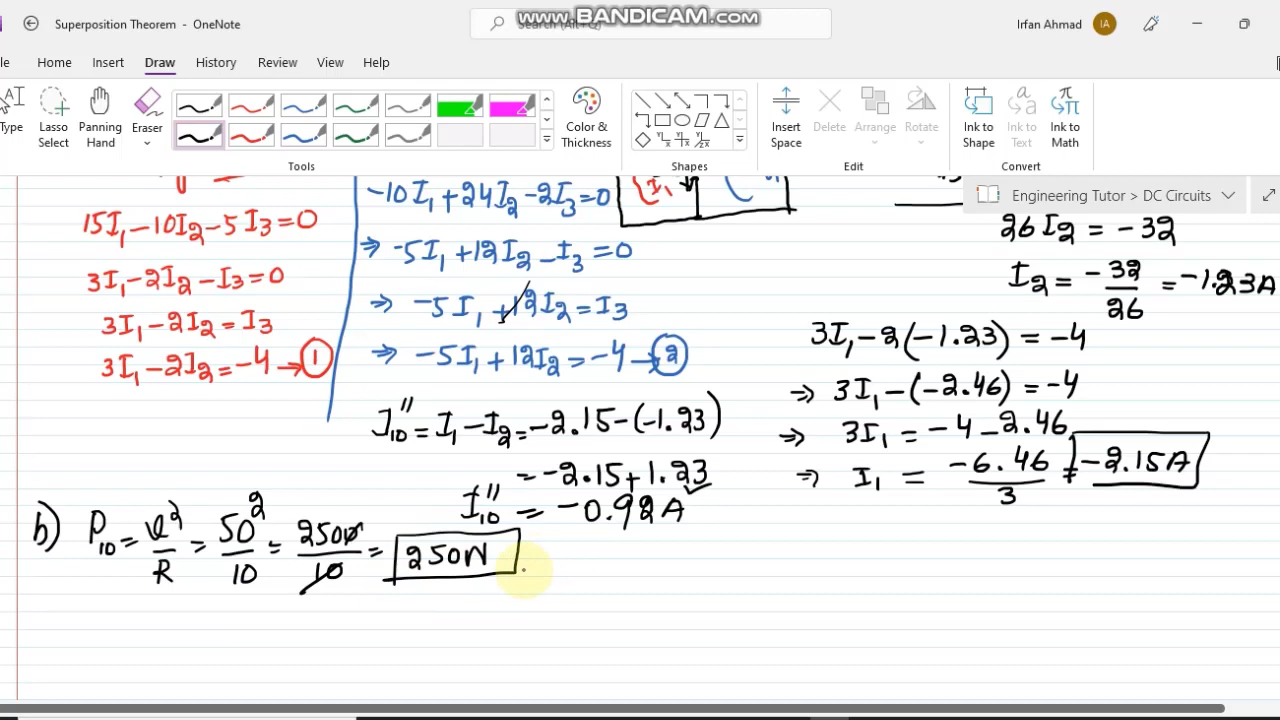 www.BANDICAM.com
Superposition Theorem - OneNote
Irfan Ahmad
IA
Home Insert Draw History Review View Help
Type
Lasso Select
Panning Hand
Eraser
Color & Thickness
Insert Space
Delete
Arrange
Rotate
Ink to Shape
Ink to Text
Ink to Math
Tools
Shapes
Edit
Convert
Engineering Tutor > DC Circuits
15I₁-10I₂-5I₃=0
3I₁-2I₂-I₃=0
3I₁-2I₂=I₃
3I₁-2I₂=-4→①
-10I₁+24I₂-2I₃=0
⇒ -5I₁+12I₂-I₃=0
⇒ -5I₁+12I₂=I₃
⇒ -5I₁+12I₂=-4→②
I₁₀''=I₁-I₂=-2.15-(-1.23)
=-2.15+1.23
I₁₀''=-0.92A
26I₂=-32
I₂=-32/26=-1.23A
3I₁-2(-1.23)=-4
⇒ 3I₁-(-2.46)=-4
⇒ 3I₁=-4-2.46
⇒ I₁=-6.46/3=-2.15A
b) P₁₀=V²/R=50²/10=2500/10=250W